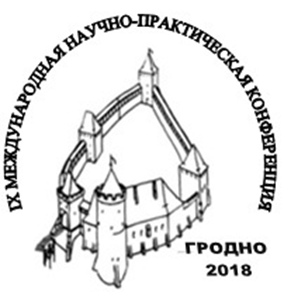 IX МЕЖДУНАРОДНАЯ НАУЧНО-ПРАКТИЧЕСКАЯ КОНФЕРЕНЦИЯ
ГРОДНО
2018